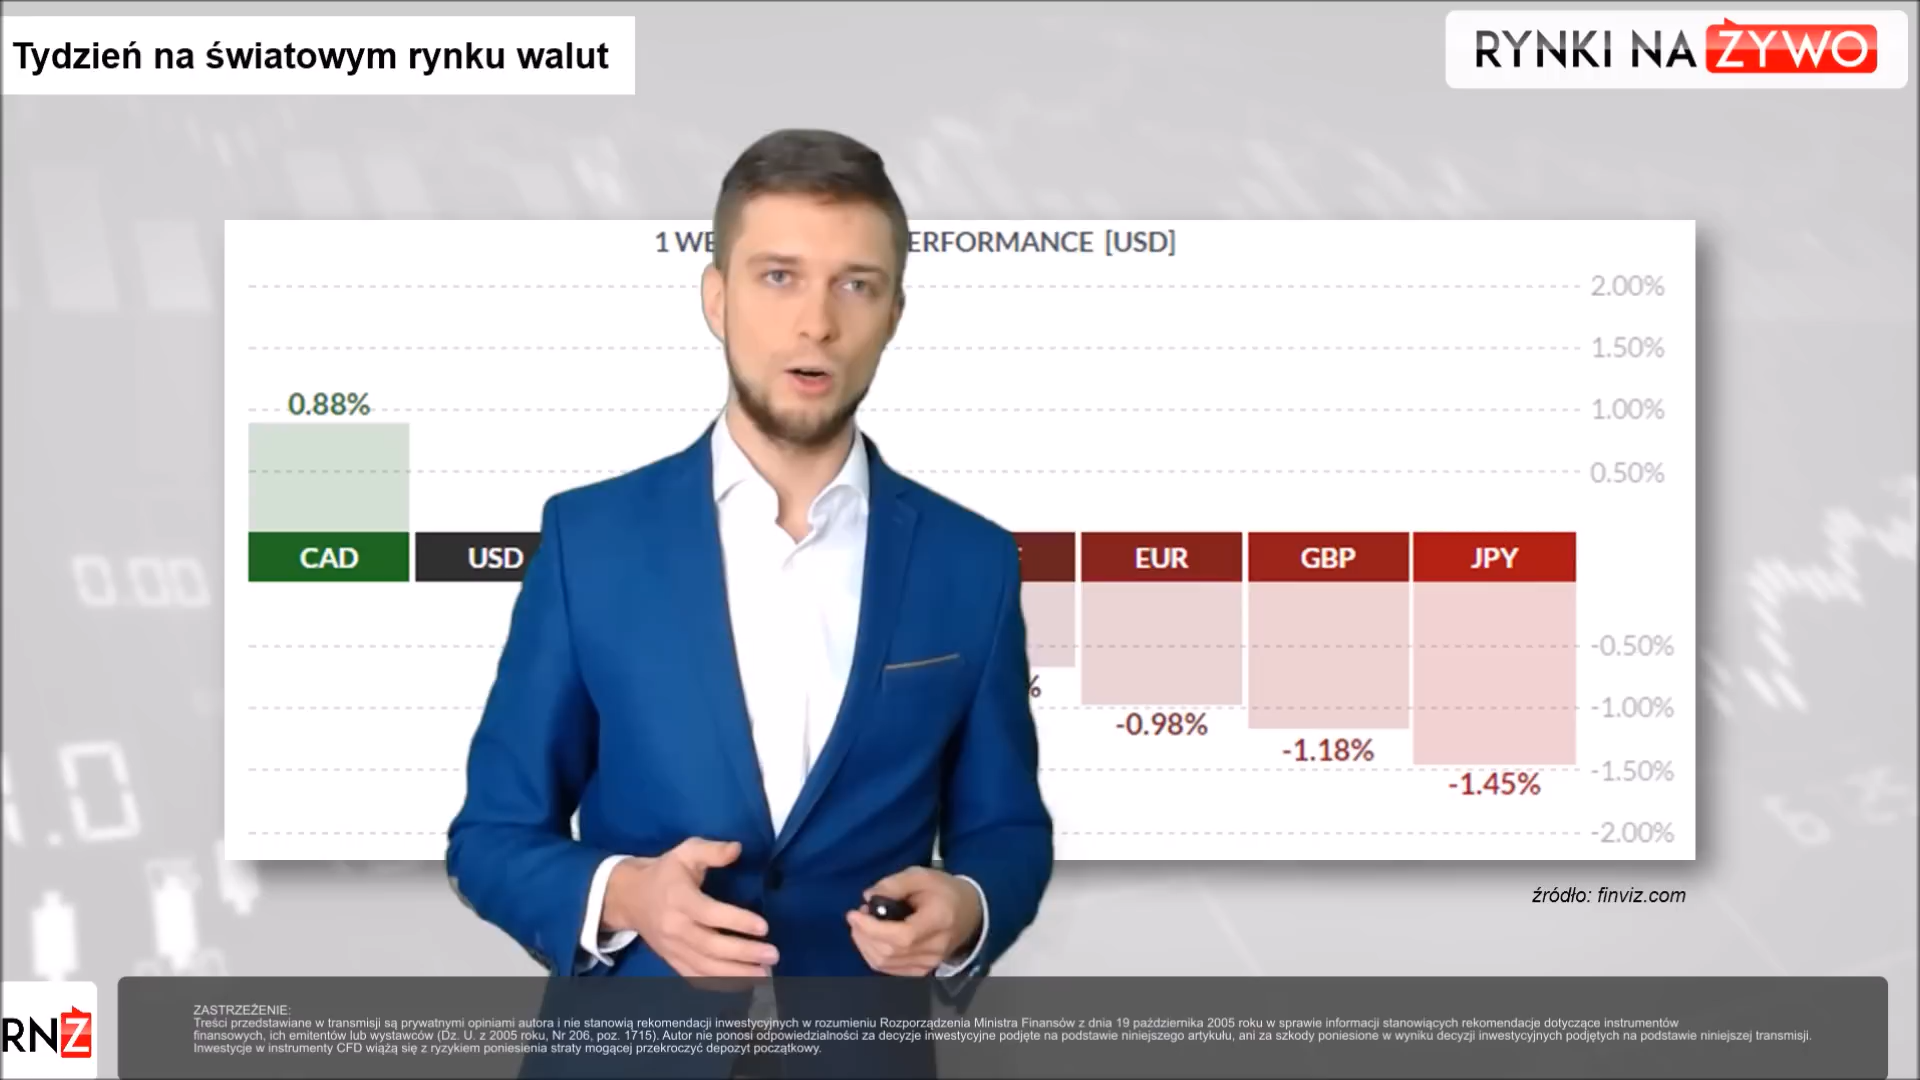 Tydzień na światowym rynku walut
RYNKI NA ŻYWO
1 WE ERFORMANCE [USD]
2.00%
1.50%
0.88%
1.00%
0.50%
CAD USD EUR GBP JPY
-0.50%
%
-1.00%
-0.98%
-1.18%
-1.50%
-1.45%
-2.00%
źródło: finviz.com
RNŻ
ZASTRZEŻENIE:
Treści przedstawiane w transmisji są prywatnymi opiniami autora i nie stanowią rekomendacji inwestycyjnych w rozumieniu Rozporządzenia Ministra Finansów z dnia 19 października 2005 roku w sprawie informacji stanowiących rekomendacje dotyczące instrumentów
finansowych, ich emitentów lub wystawców (Dz. U. z 2005 roku, Nr 206, poz. 1715). Autor nie ponosi odpowiedzialności za decyzje inwestycyjne podjęte na podstawie niniejszego artykułu, ani za szkody poniesione w wyniku decyzji inwestycyjnych podjętych na podstawie niniejszej transmisji.
Inwestycje w instrumenty CFD wiążą się z ryzykiem poniesienia straty mogącej przekroczyć depozyt początkowy.
0.00
1.0